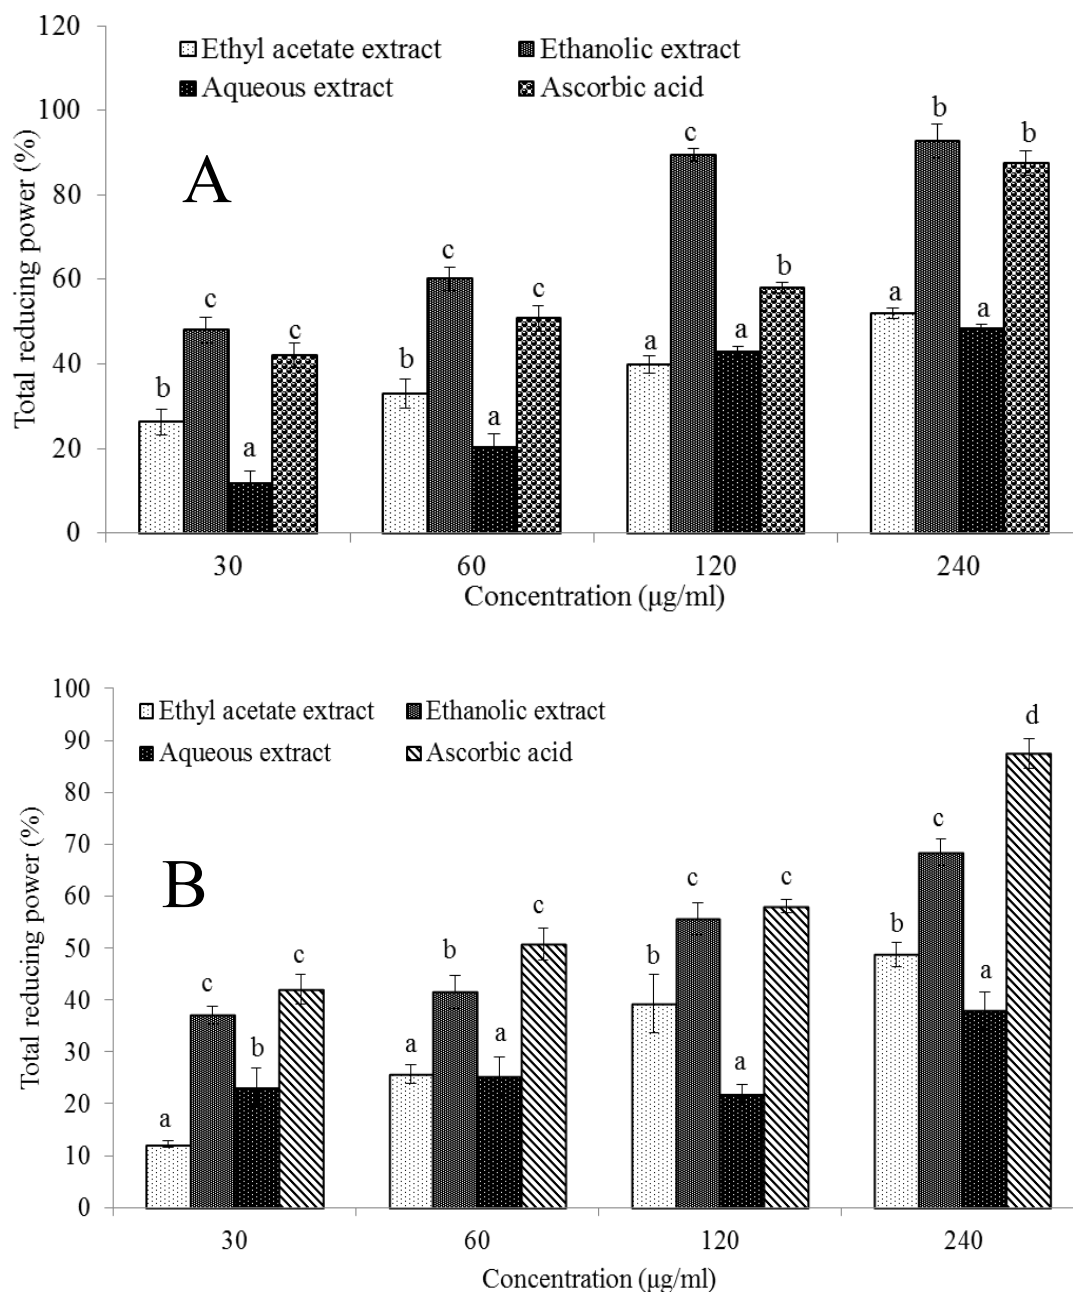 120
Ethyl acetate extract Ethanolic extract
Aqueous extract Ascorbic acid
100
80
60
40
20
0
Total reducing power (%)
A
b c a c
b c a c
a c a b
a b a b
30 60 120 240
Concentration (μg/ml)
100
Ethyl acetate extract Ethanolic extract
Aqueous extract Ascorbic acid
90
80
70
60
50
40
30
20
10
0
Total reducing power (%)
B
a c b c
a b a c
b c a c
b c a d
30 60 120 240
Concentration (μg/ml)